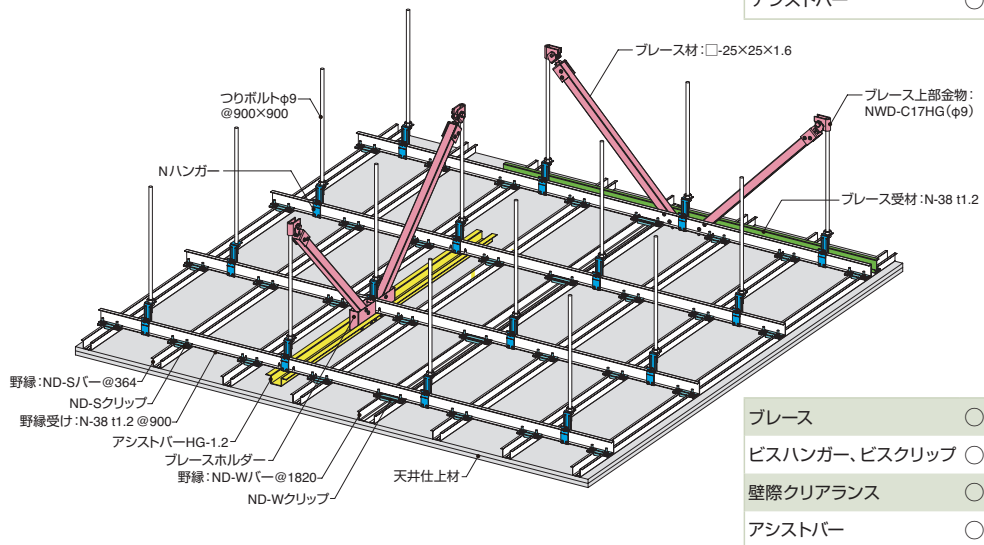 アシストバー ○
ブレース材：□-25×25×1.6
つりボルトφ9
@900×900
ブレース上部金物：
NWD-C17HG（φ9）
Nハンガー
ブレース受材：N-38 t1.2
野縁：ND-Sバー@364
ND-Sクリップ
野縁受け：N-38 t1.2 @900
アシストバーHG-1.2
ブレースホルダー
野縁：ND-Wバー@1820
ND-Wクリップ
天井仕上材
ブレース ○
ビスハンガー、ビスクリップ ○
壁際クリアランス ○
アシストバー ○